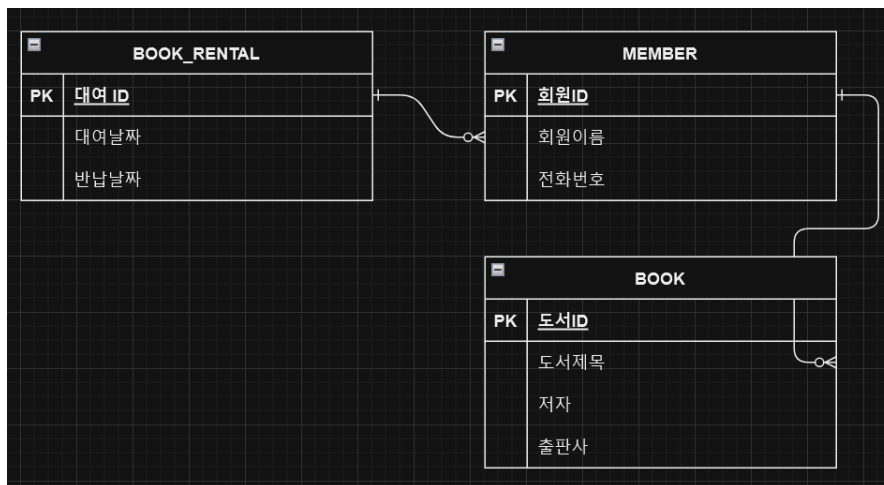 BOOK_RENTAL
PK 대여 ID
대여날짜
반납날짜
MEMBER
PK 회원ID
회원이름
전화번호
BOOK
PK 도서ID
도서제목
저자
출판사